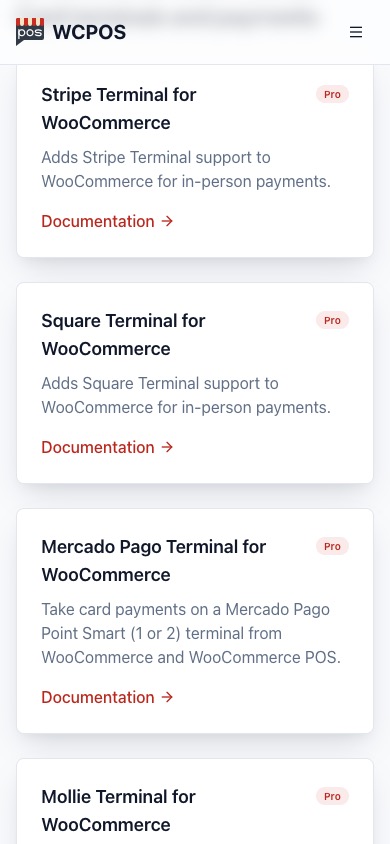 pos WCPOS
Stripe Terminal for
WooCommerce
Pro
Adds Stripe Terminal support to
WooCommerce for in-person payments.
Documentation →
Square Terminal for
WooCommerce
Pro
Adds Square Terminal support to
WooCommerce for in-person payments.
Documentation →
Mercado Pago Terminal for
WooCommerce
Pro
Take card payments on a Mercado Pago
Point Smart (1 or 2) terminal from
WooCommerce and WooCommerce POS.
Documentation →
Mollie Terminal for
WooCommerce
Pro